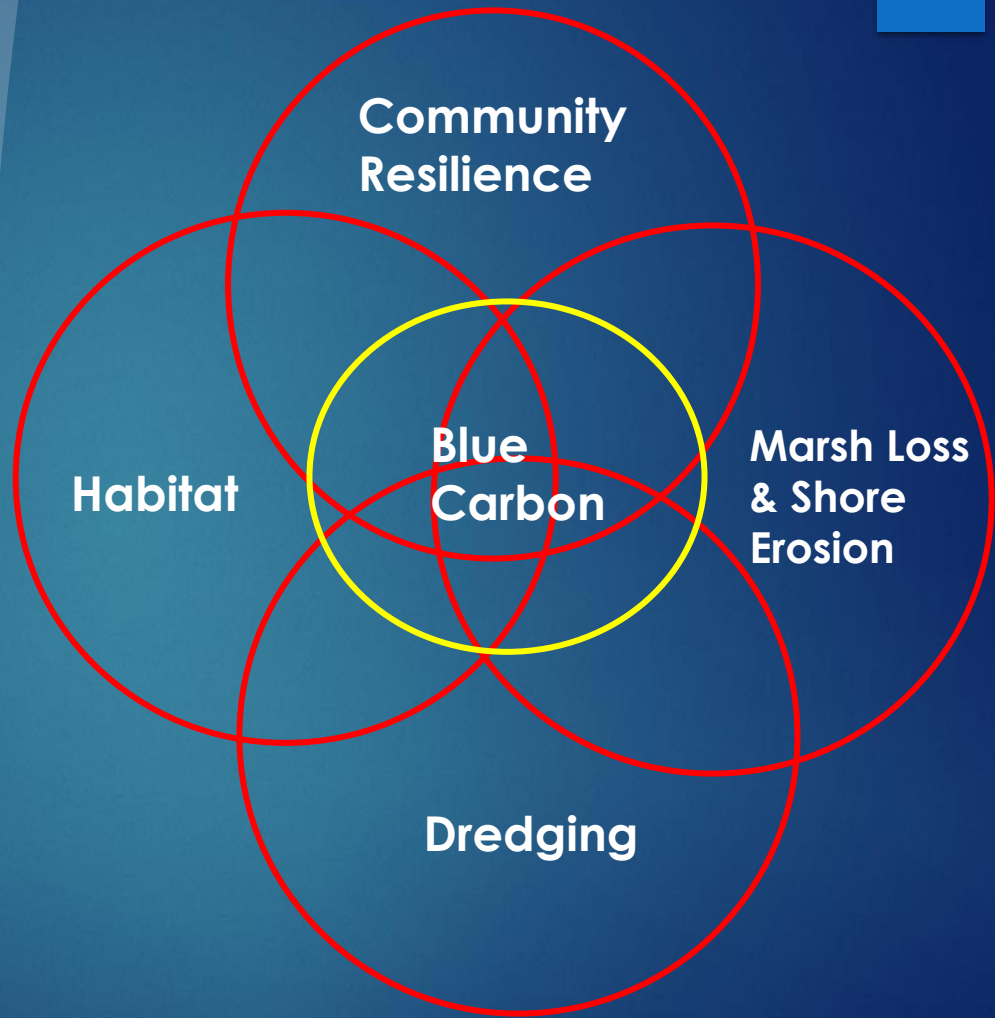 Community
Resilience
Habitat
Blue
Carbon
Marsh Loss
& Shore
Erosion
Dredging